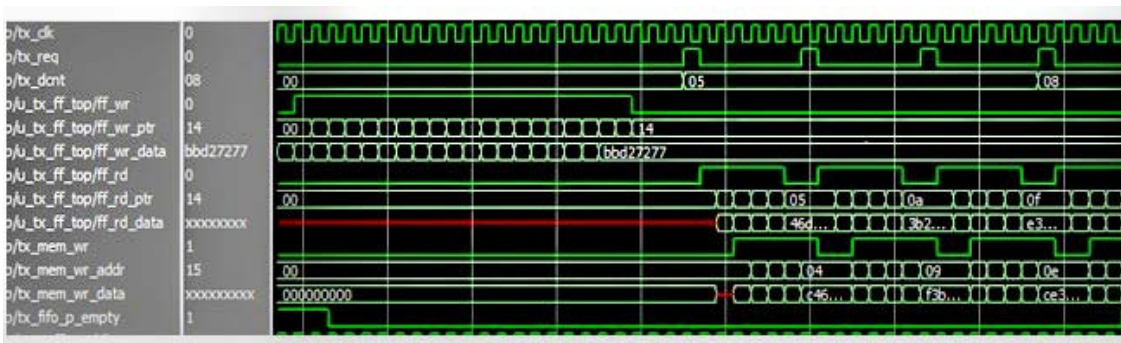 o/tx_clk 0
o/tx_req 0
o/tx_dcnt 08 00 05 08
o/u_tx_ff_top/ff_wr 0
o/u_tx_ff_top/ff_wr_ptr 14 00 14
o/u_tx_ff_top/ff_wr_data bbd27277 bbd27277
o/u_tx_ff_top/ff_rd 0
o/u_tx_ff_top/ff_rd_ptr 14 00 05 0a 0f
o/u_tx_ff_top/ff_rd_data xxxxxxxx 46d... 3b2... e3...
o/tx_mem_wr 1
o/tx_mem_wr_addr 15 00 04 09 0e
o/tx_mem_wr_data xxxxxxxxx 000000000 c46... f3b... ce3...
o/tx_fifo_p_empty 1